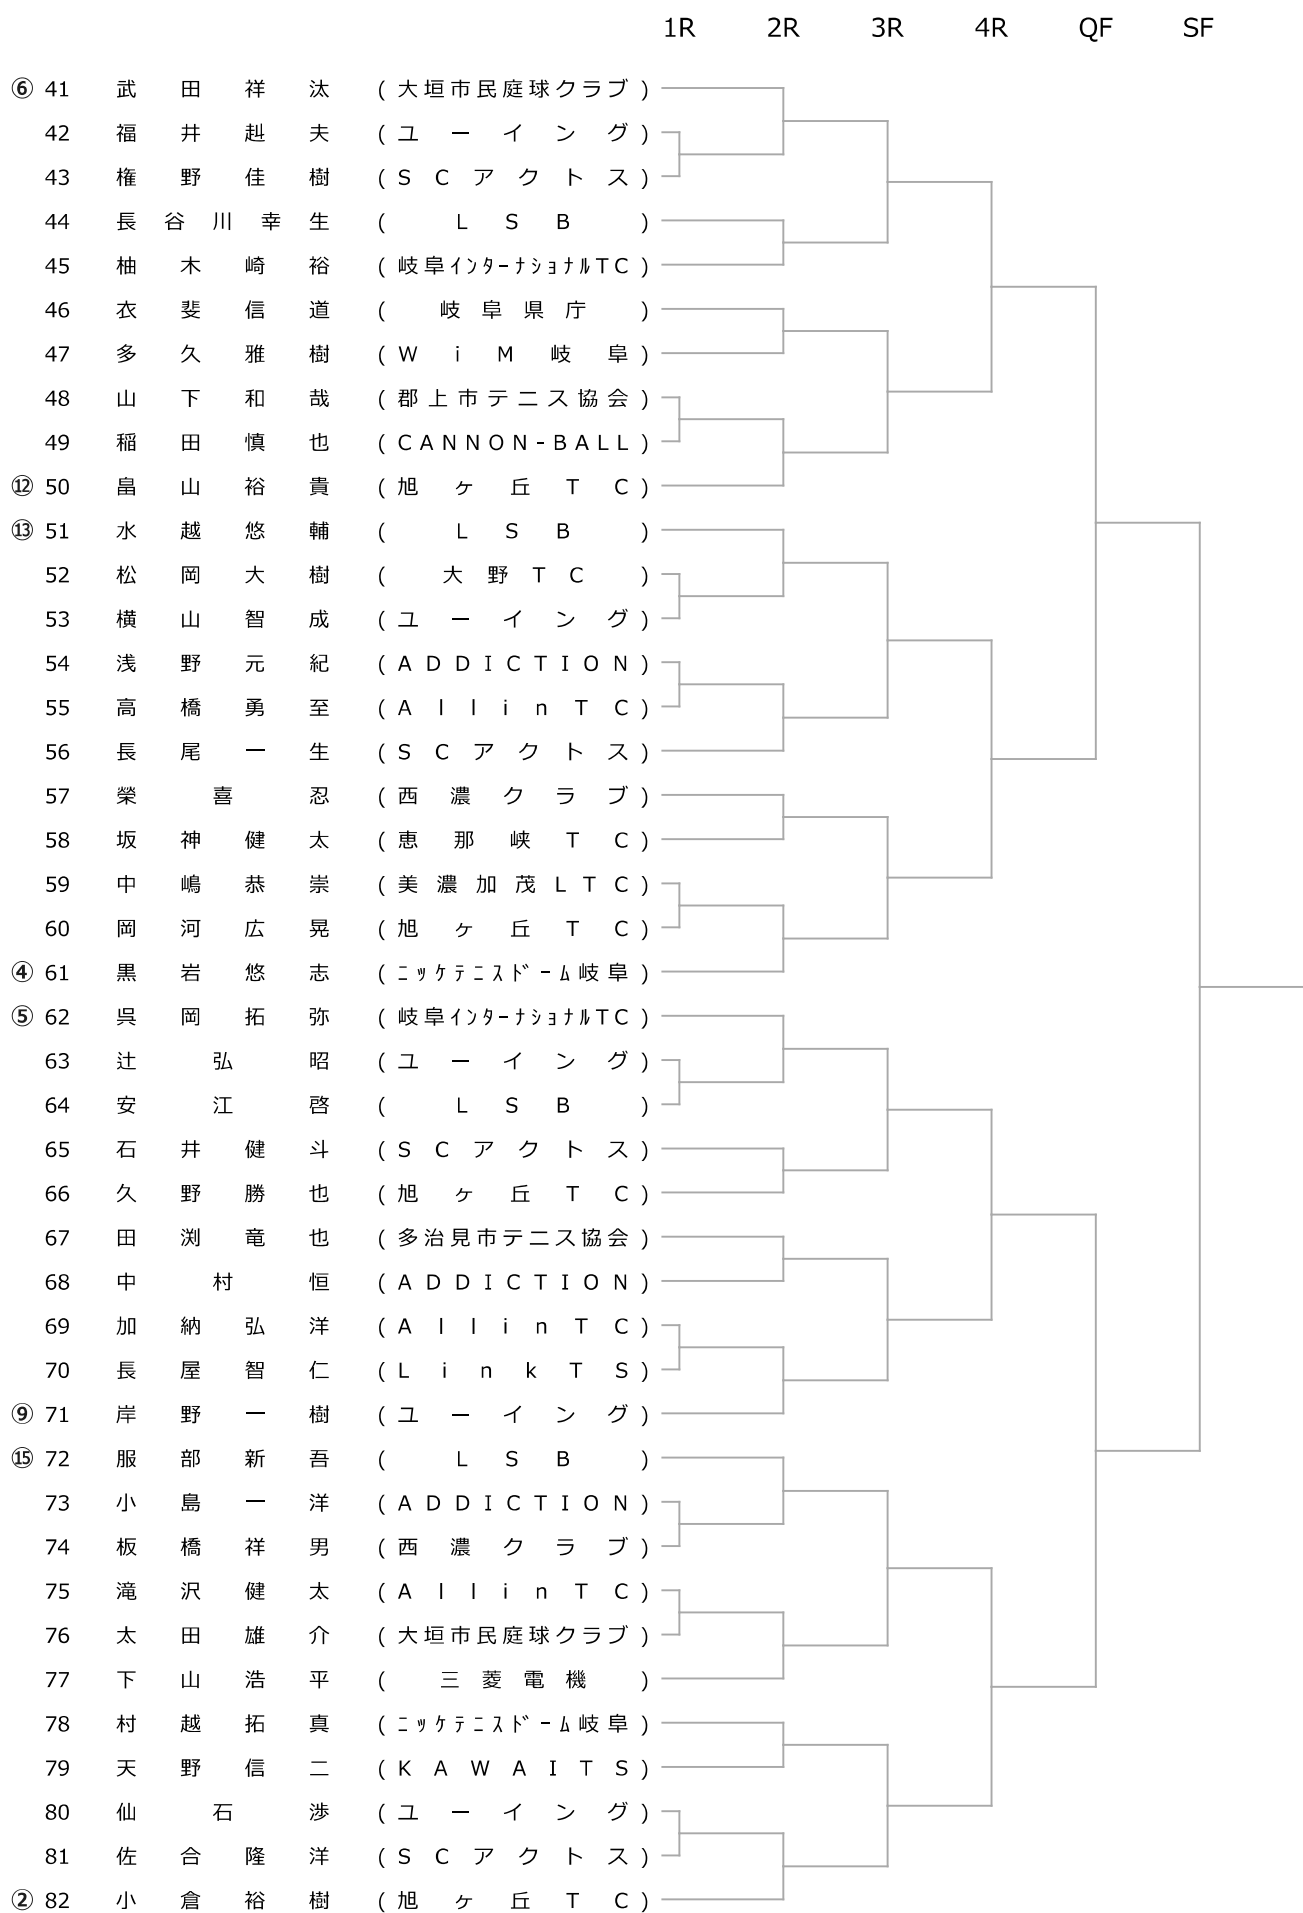 1R 2R 3R 4R QF SF
⑥ 41 武田祥汰 (大垣市民庭球クラブ)
42 福井赳夫 (ユーイング)
43 権野佳樹 (SCアクトス)
44 長谷川幸生 (LSB)
45 柚木崎裕 (岐阜ｲﾝﾀｰﾅｼｮﾅﾙTC)
46 衣斐信道 (岐阜県庁)
47 多久雅樹 (WiM岐阜)
48 山下和哉 (郡上市テニス協会)
49 稲田慎也 (CANNON-BALL)
⑫ 50 畠山裕貴 (旭ヶ丘TC)
⑬ 51 水越悠輔 (LSB)
52 松岡大樹 (大野TC)
53 横山智成 (ユーイング)
54 浅野元紀 (ADDICTION)
55 高橋勇至 (AllinTC)
56 長尾一生 (SCアクトス)
57 榮喜忍 (西濃クラブ)
58 坂神健太 (恵那峡TC)
59 中嶋恭崇 (美濃加茂LTC)
60 岡河広晃 (旭ヶ丘TC)
④ 61 黒岩悠志 (ﾆｯｹﾃﾆｽﾄﾞｰﾑ岐阜)
⑤ 62 呉岡拓弥 (岐阜ｲﾝﾀｰﾅｼｮﾅﾙTC)
63 辻弘昭 (ユーイング)
64 安江啓 (LSB)
65 石井健斗 (SCアクトス)
66 久野勝也 (旭ヶ丘TC)
67 田渕竜也 (多治見市テニス協会)
68 中村恒 (ADDICTION)
69 加納弘洋 (AllinTC)
70 長屋智仁 (LinkTS)
⑨ 71 岸野一樹 (ユーイング)
⑮ 72 服部新吾 (LSB)
73 小島一洋 (ADDICTION)
74 板橋祥男 (西濃クラブ)
75 滝沢健太 (AllinTC)
76 太田雄介 (大垣市民庭球クラブ)
77 下山浩平 (三菱電機)
78 村越拓真 (ﾆｯｹﾃﾆｽﾄﾞｰﾑ岐阜)
79 天野信二 (KAWAITS)
80 仙石渉 (ユーイング)
81 佐合隆洋 (SCアクトス)
② 82 小倉裕樹 (旭ヶ丘TC)